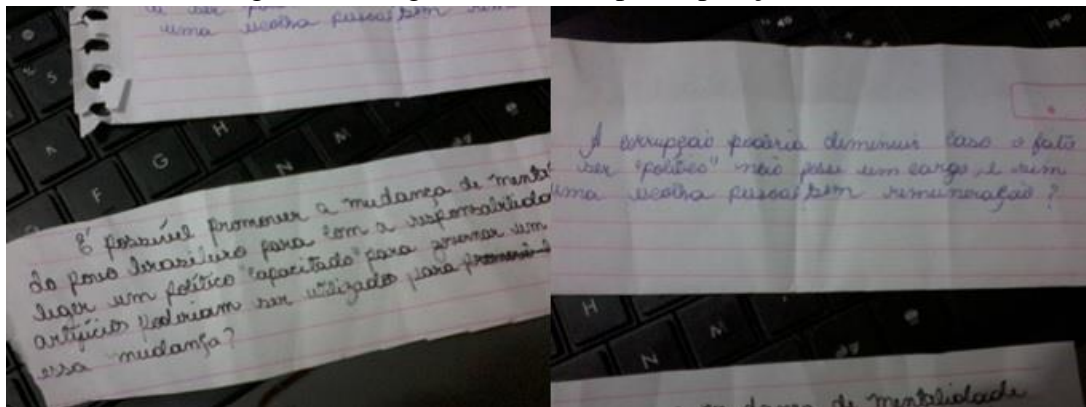 uma escolha pessoal sem
É possível promover a mudança de menta
do povo brasileiro para com a responsabilidade
leger um político "capacitado" para governar um
artifícios poderiam ser utilizados para
essa mudança?
A corrupção poderia diminuir caso o fato
ser "político" não fosse um cargo e sim
uma escolha pessoal sem remuneração?
de mentalidade